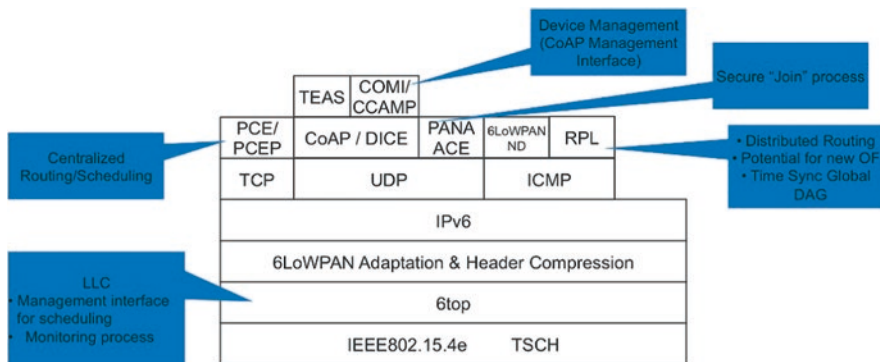 Device Management
(CoAP Management
Interface)
Secure “Join” process
TEAS
COMI/
CCAMP
PCE/
PCEP
CoAP / DICE
PANA
ACE
6LoWPAN
ND
RPL
Centralized
Routing/Scheduling
• Distributed Routing
• Potential for new OF
• Time Sync Global
DAG
TCP
UDP
ICMP
IPv6
6LoWPAN Adaptation & Header Compression
LLC
• Management interface
for scheduling
• Monitoring process
6top
IEEE802.15.4e TSCH